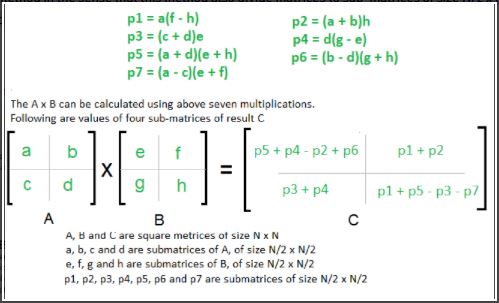 p1 = a(f - h) p2 = (a + b)h
p3 = (c + d)e p4 = d(g - e)
p5 = (a + d)(e + h) p6 = (b - d)(g + h)
p7 = (a - c)(e + f)
The A x B can be calculated using above seven multiplications.
Following are values of four sub-matrices of result C
a b e f p5 + p4 - p2 + p6 p1 + p2
X =
c d g h p3 + p4 p1 + p5 - p3 - p7
A B C
A, B and C are square metrices of size N x N
a, b, c and d are submatrices of A, of size N/2 x N/2
e, f, g and h are submatrices of B, of size N/2 x N/2
p1, p2, p3, p4, p5, p6 and p7 are submatrices of size N/2 x N/2